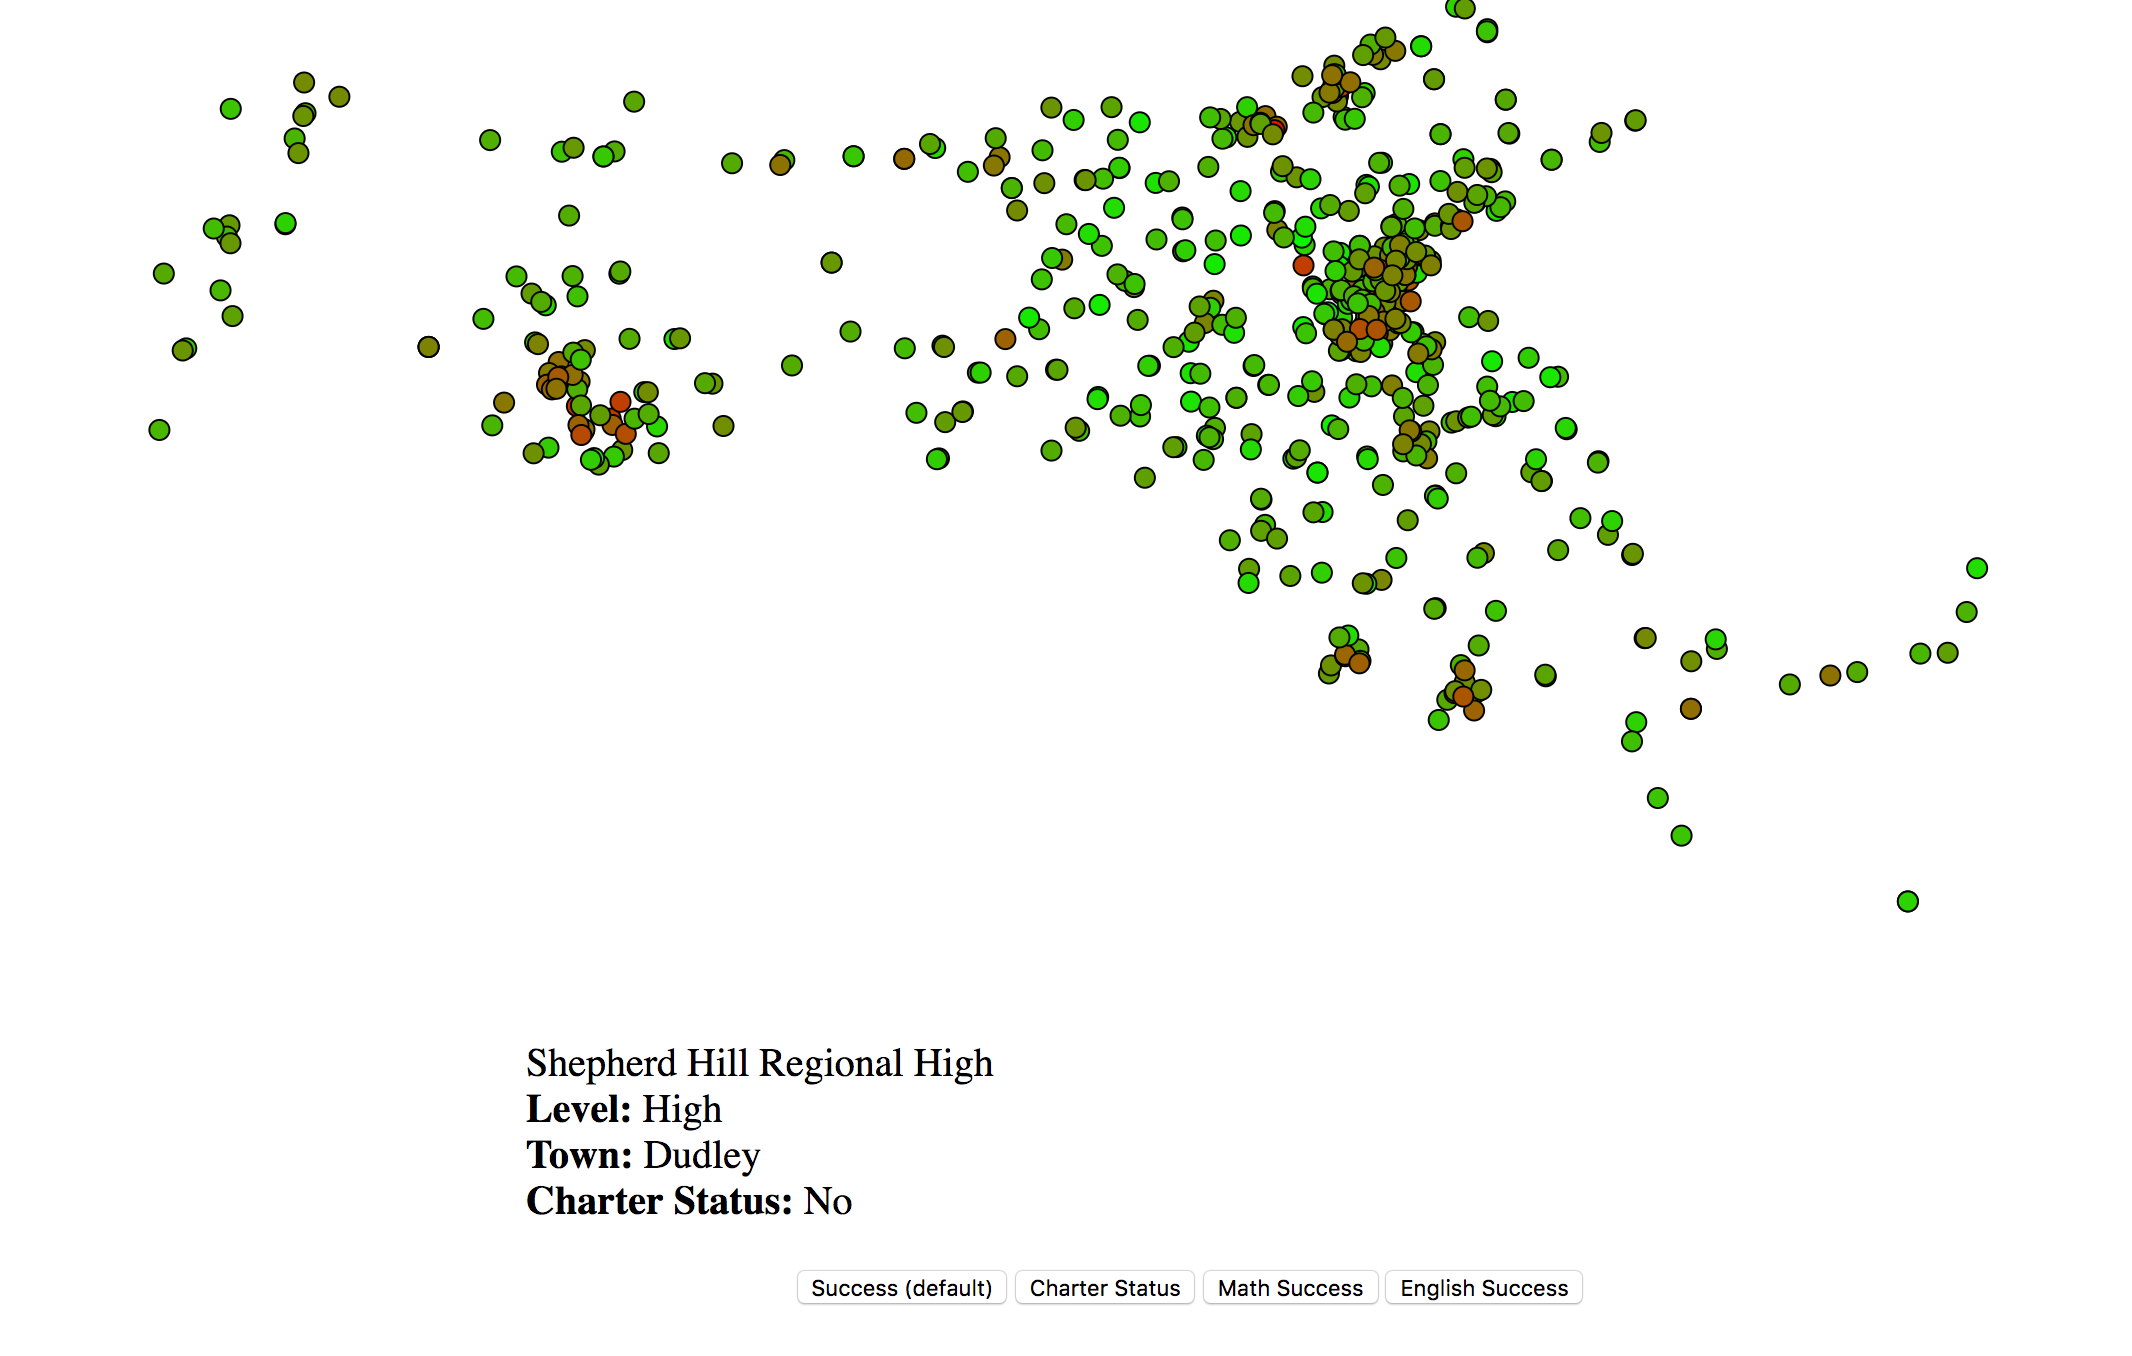 Shepherd Hill Regional High
Level: High
Town: Dudley
Charter Status: No
Success (default) Charter Status Math Success English Success